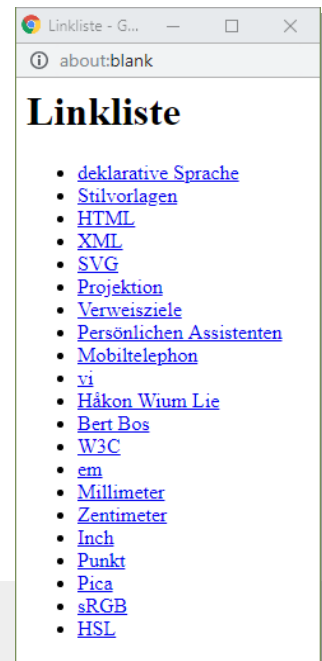 Linkliste - G...
about:blank
Linkliste
deklarative Sprache
Stilvorlagen
HTML
XML
SVG
Projektion
Verweisziele
Persönlichen Assistenten
Mobiltelephon
vi
Håkon Wium Lie
Bert Bos
W3C
em
Millimeter
Zentimeter
Inch
Punkt
Pica
sRGB
HSL